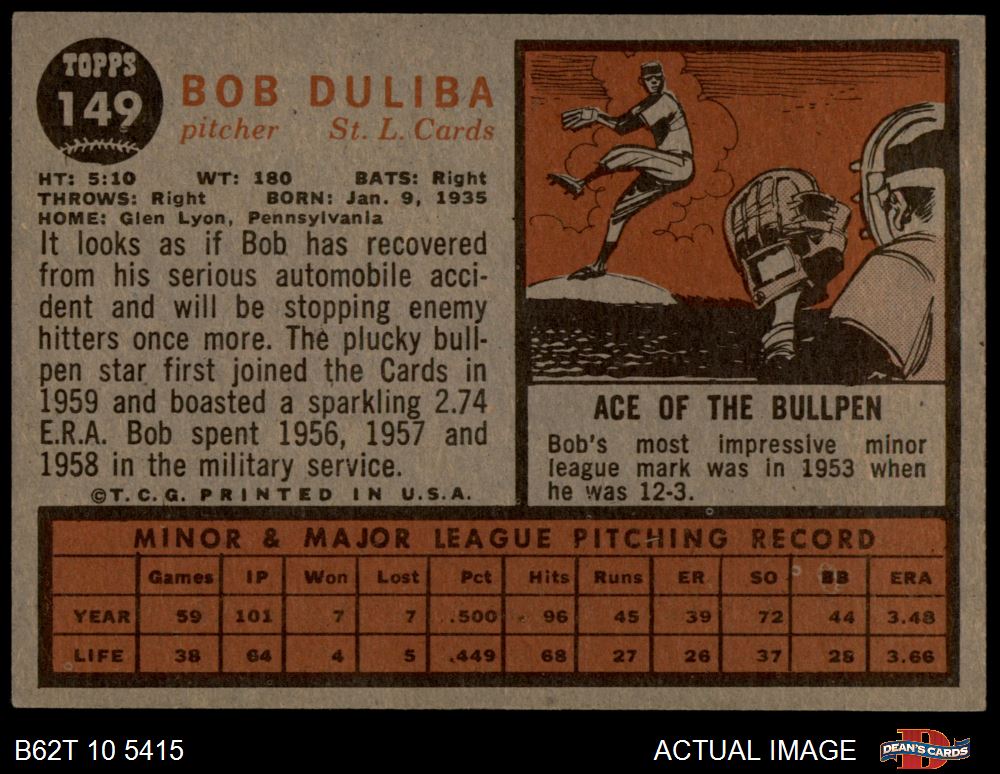 TOPPS
149
BOB DULIBA
pitcher St. L. Cards
HT: 5:10 WT: 180 BATS: Right
THROWS: Right BORN: Jan. 9, 1935
HOME: Glen Lyon, Pennsylvania
It looks as if Bob has recovered
from his serious automobile acci-
dent and will be stopping enemy
hitters once more. The plucky bull-
pen star first joined the Cards in
1959 and boasted a sparkling 2.74
E.R.A. Bob spent 1956, 1957 and
1958 in the military service.
©T.C.G. PRINTED IN U.S.A.
ACE OF THE BULLPEN
Bob's most impressive minor
league mark was in 1953 when
he was 12-3.
MINOR & MAJOR LEAGUE PITCHING RECORD
Games IP Won Lost Pct Hits Runs ER SO BB ERA
YEAR 59 101 7 7 .500 96 45 39 72 44 3.48
LIFE 38 64 4 5 .449 68 27 26 37 28 3.66
B62T 10 5415
ACTUAL IMAGE
DEAN'S CARDS